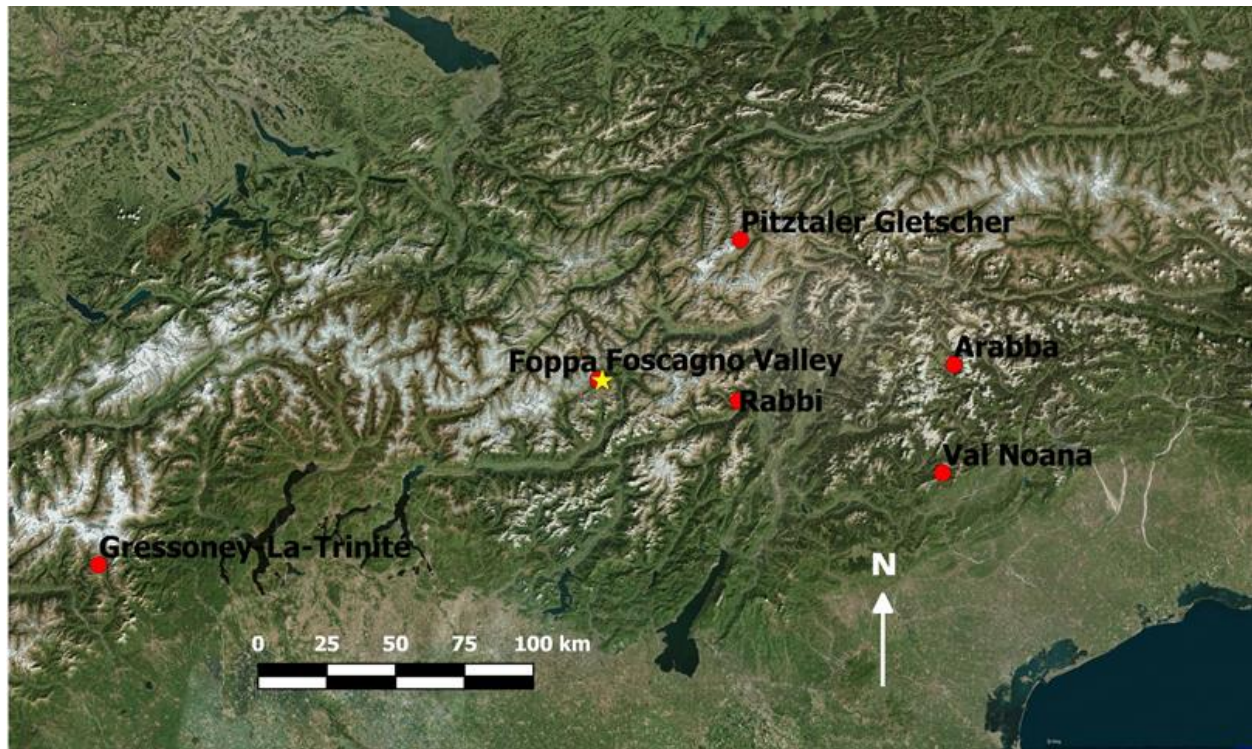 Pitztaler Gletscher
Arabba
Foppa Foscagno Valley
Rabbi
Val Noana
Gressoney-La-Trinité
N
0 25 50 75 100 km